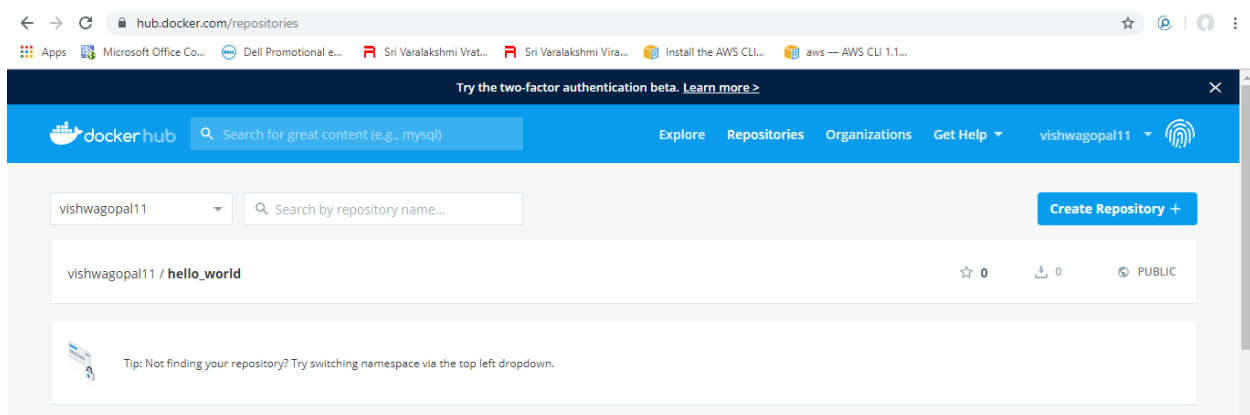 hub.docker.com/repositories
Apps Microsoft Office Co... Dell Promotional e... Sri Varalakshmi Vrat... Sri Varalakshmi Vira... Install the AWS CLI... aws — AWS CLI 1.1...
Try the two-factor authentication beta. Learn more >
dockerhub Search for great content (e.g., mysql) Explore Repositories Organizations Get Help vishwagopal11
vishwagopal11 Search by repository name... Create Repository +
vishwagopal11 / hello_world 0 0 PUBLIC
Tip: Not finding your repository? Try switching namespace via the top left dropdown.